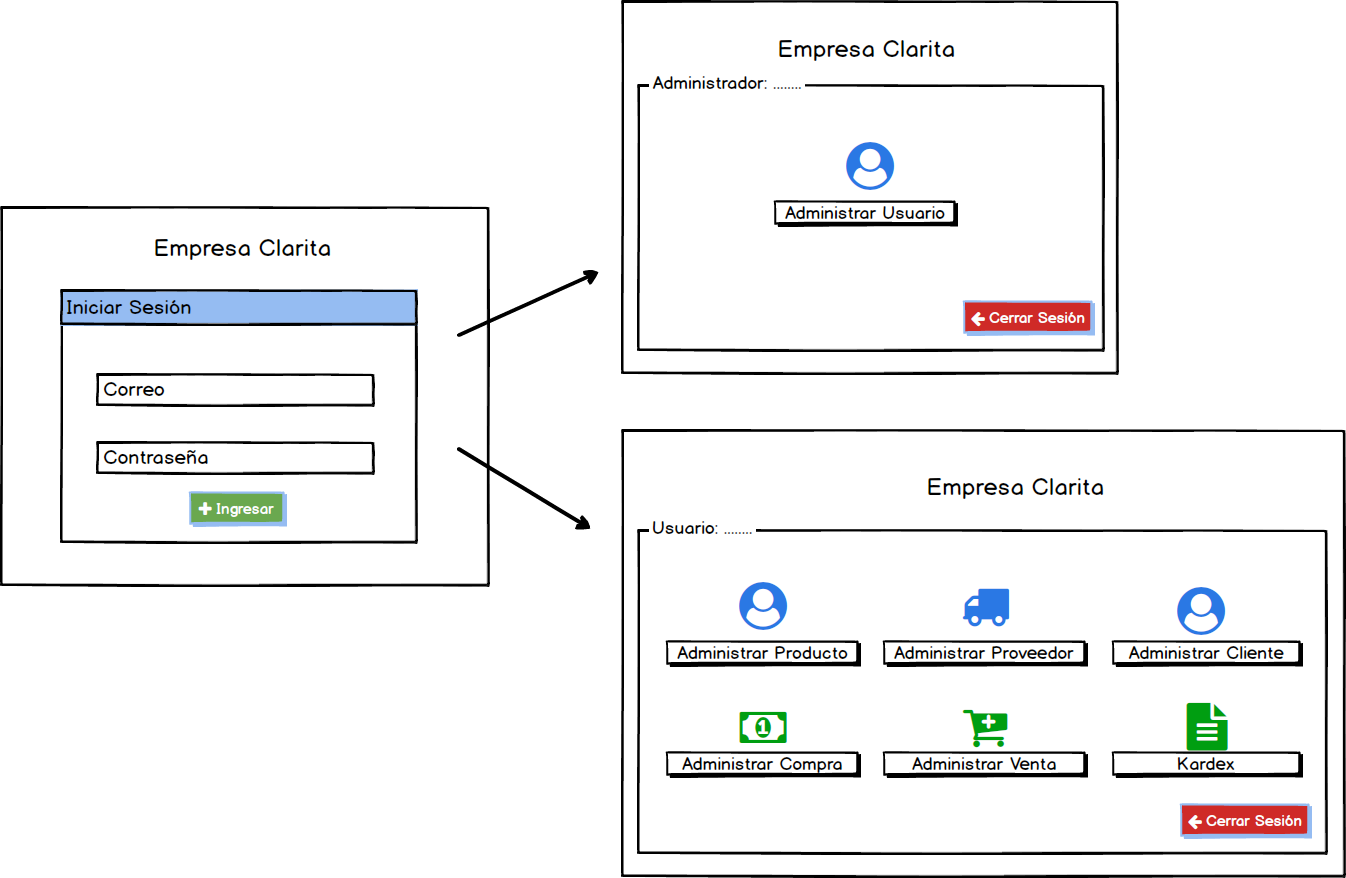 Empresa Clarita
Iniciar Sesión
Correo
Contraseña
Ingresar
Empresa Clarita
Administrador: ........
Administrar Usuario
Cerrar Sesión
Empresa Clarita
Usuario: ........
Administrar Producto
Administrar Proveedor
Administrar Cliente
1
Administrar Compra
Administrar Venta
Kardex
Cerrar Sesión